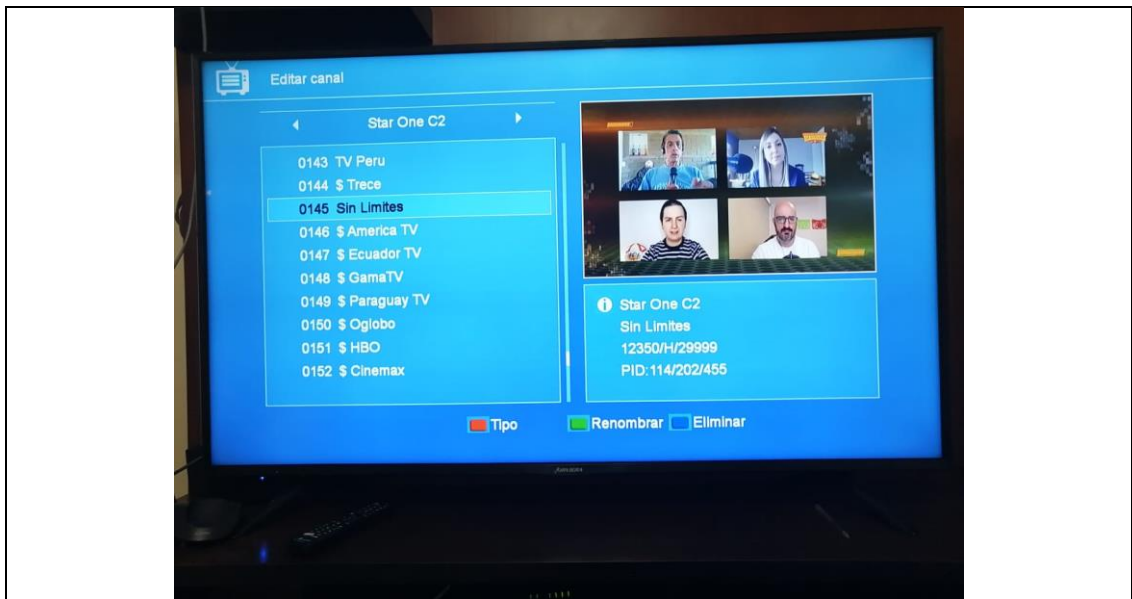 Editar canal
Star One C2
0143 TV Peru
0144 $ Trece
0145 Sin Limites
0146 $ America TV
0147 $ Ecuador TV
0148 $ GamaTV
0149 $ Paraguay TV
0150 $ Oglobo
0151 $ HBO
0152 $ Cinemax
Star One C2
Sin Limites
12350/H/29999
PID:114/202/455
Tipo
Renombrar
Eliminar